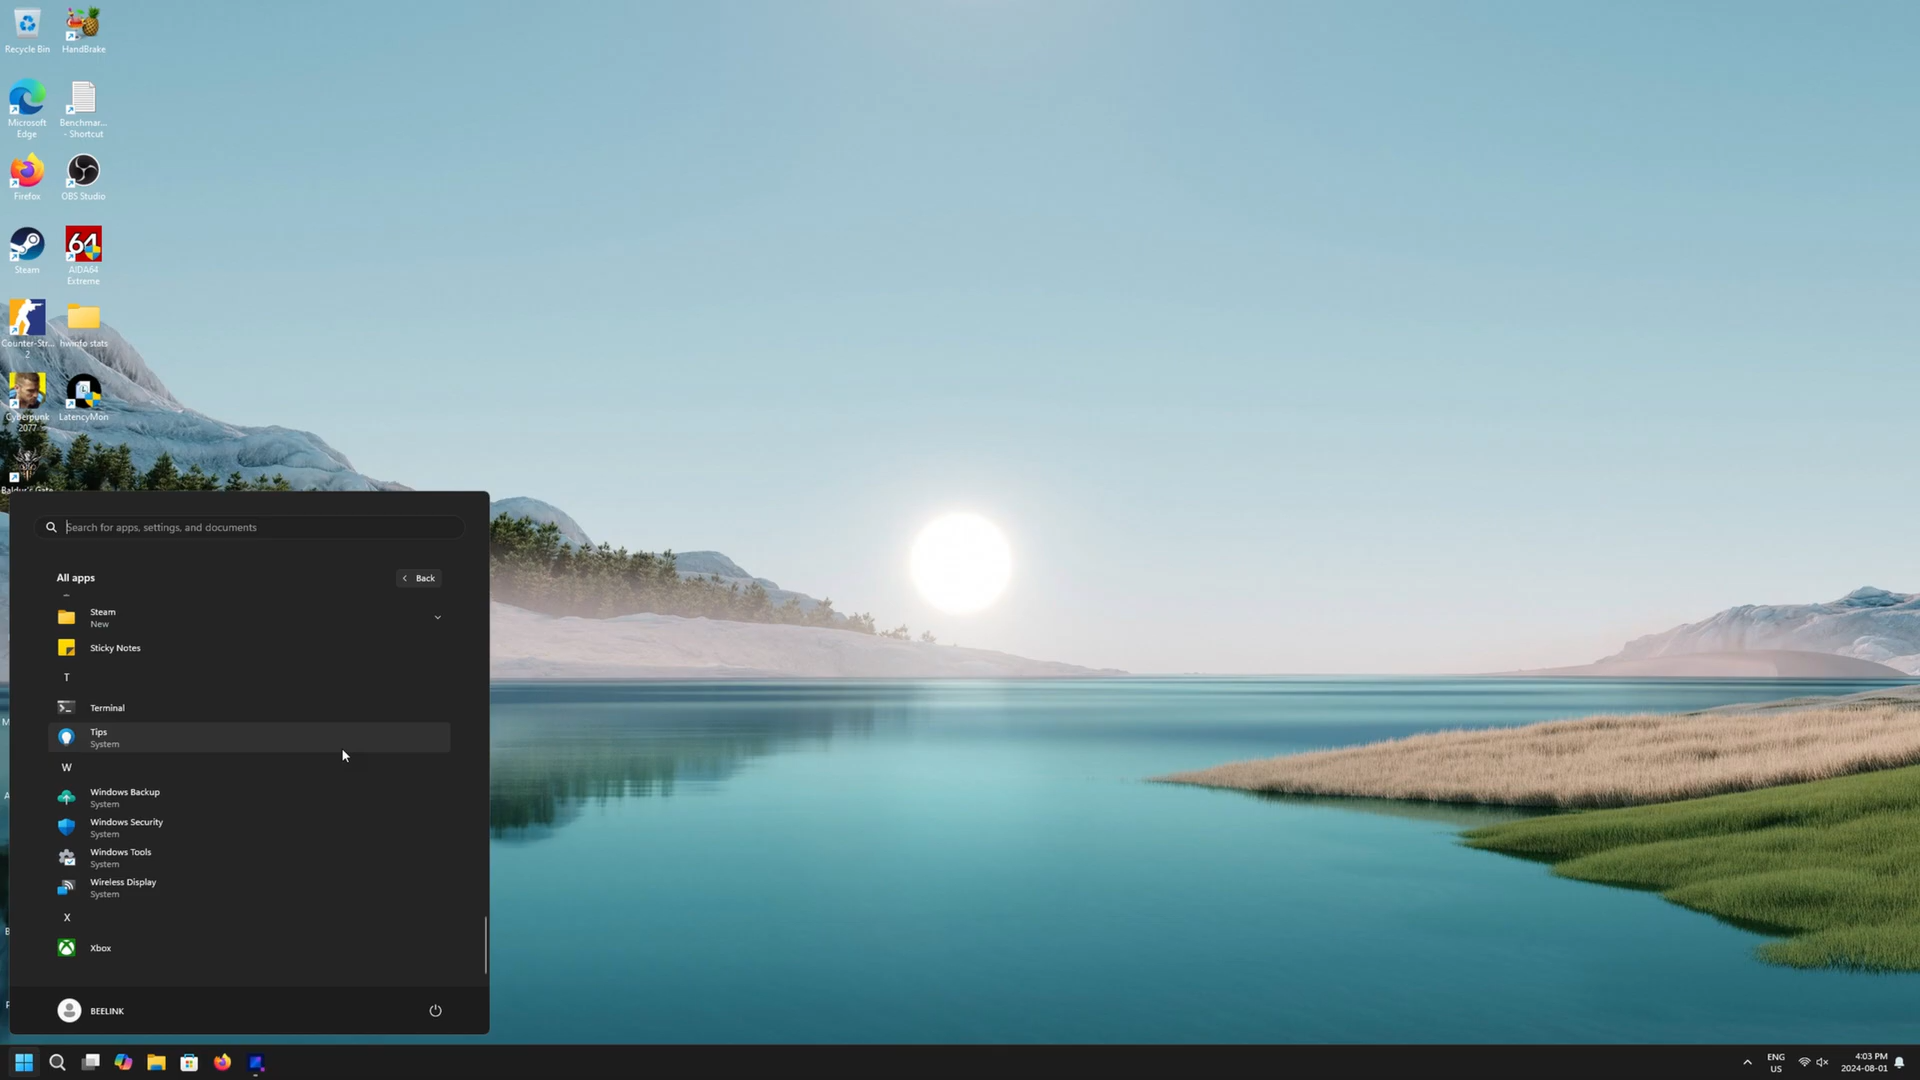 Recycle Bin
HandBrake
Microsoft
Edge
Benchmar...
- Shortcut
Firefox
OBS Studio
Steam
64
AIDA64
Extreme
Counter-Str...
2
hwinfo stats
Cyberpunk
2077
LatencyMon
Baldur's Gate
Search for apps, settings, and documents
All apps
Back
Steam
New
Sticky Notes
T
Terminal
Tips
System
W
Windows Backup
System
Windows Security
System
Windows Tools
System
Wireless Display
System
X
Xbox
BEELINK
ENG
US
4:03 PM
2024-08-01